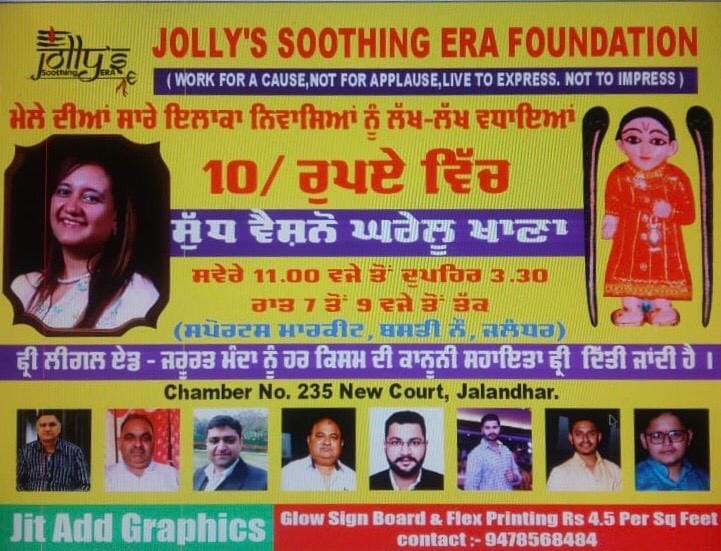 jolly's
Soothing ERA
JOLLY'S SOOTHING ERA FOUNDATION
( WORK FOR A CAUSE,NOT FOR APPLAUSE,LIVE TO EXPRESS. NOT TO IMPRESS )
ਮੇਲੇ ਦੀਆਂ ਸਾਰੇ ਇਲਾਕਾ ਨਿਵਾਸਿਆਂ ਨੂੰ ਲੱਖ-ਲੱਖ ਵਧਾਇਆਂ
10/ ਰੁਪਏ ਵਿੱਚ
ਸ਼ੁੱਧ ਵੈਸ਼ਨੋ ਘਰੇਲੂ ਖਾਣਾ
ਸਵੇਰੇ 11.00 ਵਜੇ ਤੋਂ ਦੁਪਹਿਰ 3.30
ਰਾਤ 7 ਤੋਂ 9 ਵਜੇ ਤੋਂ ਤੱਕ
(ਸਪੋਰਟਸ ਮਾਰਕੀਟ, ਬਸਤੀ ਨੌ, ਜਲੰਧਰ)
ਫ੍ਰੀ ਲੀਗਲ ਏਡ - ਜ਼ਰੂਰਤ ਮੰਦਾ ਨੂੰ ਹਰ ਕਿਸਮ ਦੀ ਕਾਨੂਨੀ ਸਹਾਇਤਾ ਫ੍ਰੀ ਦਿੱਤੀ ਜਾਂਦੀ ਹੈ ।
Chamber No. 235 New Court, Jalandhar.
Jit Add Graphics
Glow Sign Board & Flex Printing Rs 4.5 Per Sq Feet
contact :- 9478568484